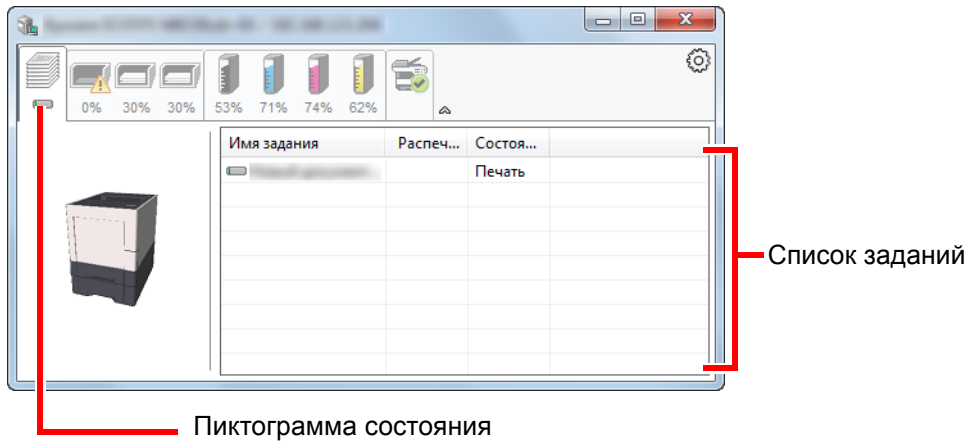 0% 30% 30% 53% 71% 74% 62%
Имя задания Распеч... Состоя...
Печать
Список заданий
Пиктограмма состояния